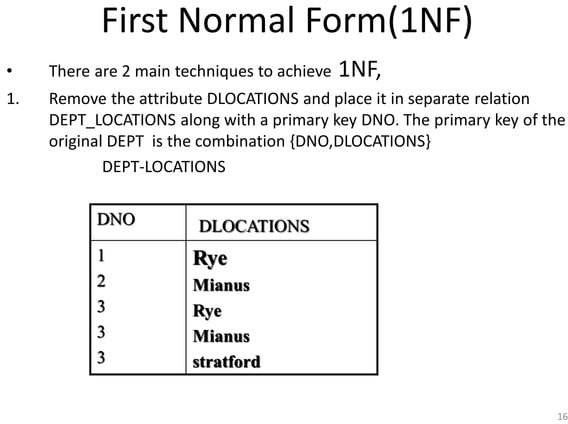 First Normal Form(1NF)
• There are 2 main techniques to achieve 1NF,
1. Remove the attribute DLOCATIONS and place it in separate relation
DEPT_LOCATIONS along with a primary key DNO. The primary key of the
original DEPT is the combination {DNO,DLOCATIONS}
DEPT-LOCATIONS
DNO DLOCATIONS
1 Rye
2 Mianus
3 Rye
3 Mianus
3 stratford
16